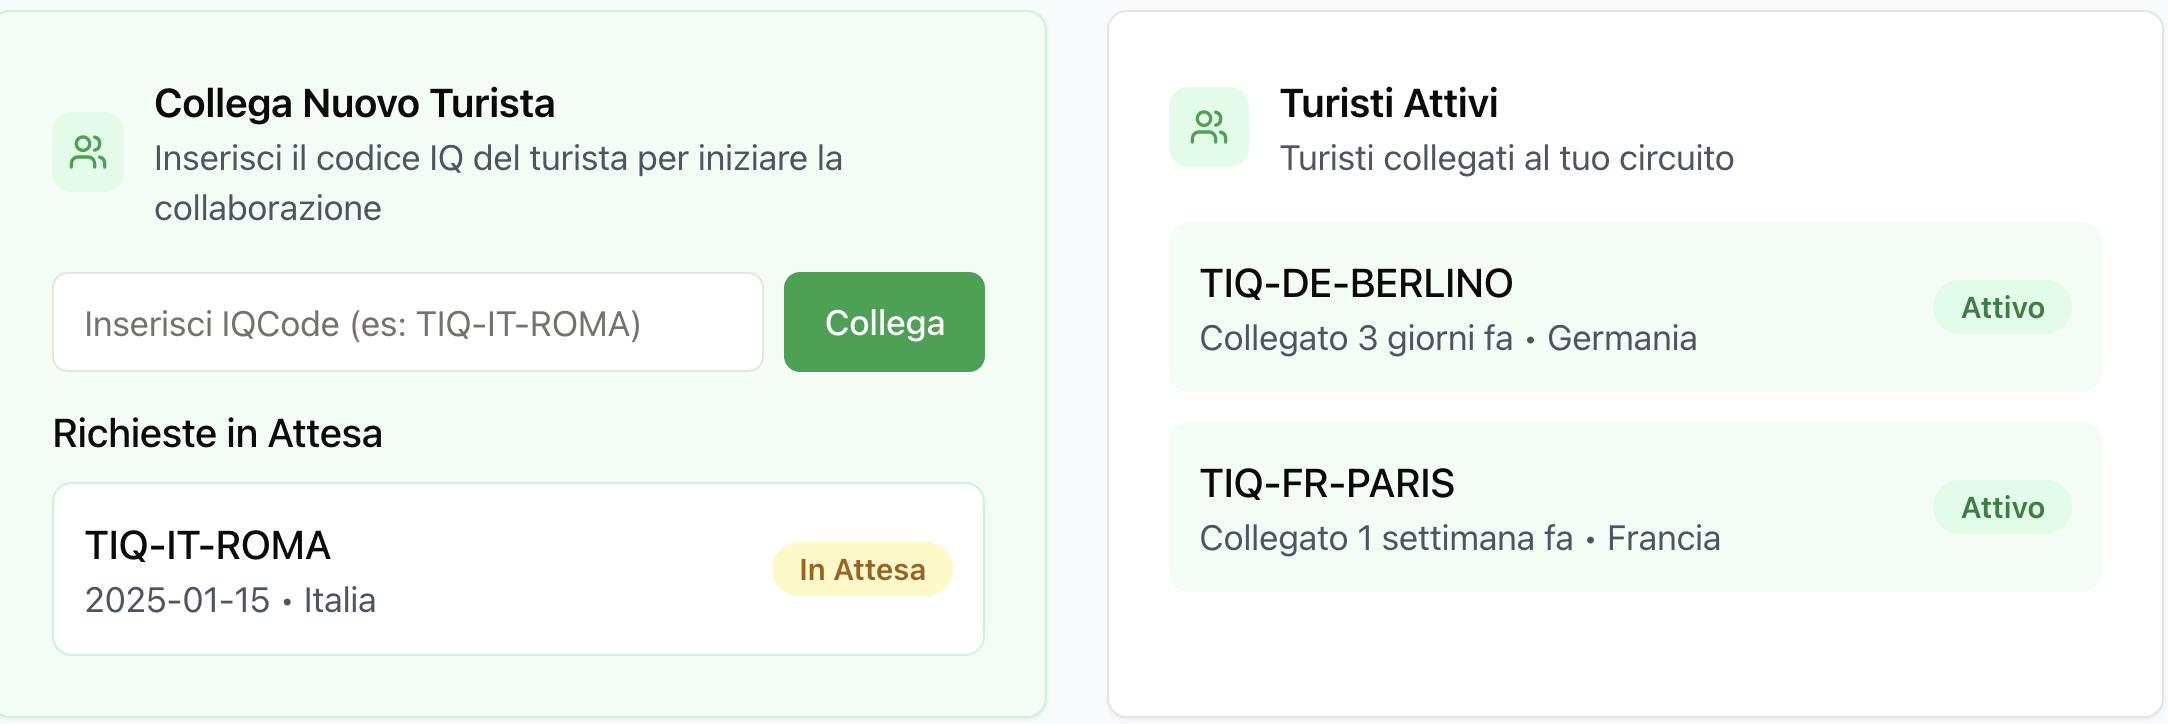 Collega Nuovo Turista
Inserisci il codice IQ del turista per iniziare la
collaborazione
Inserisci IQCode (es: TIQ-IT-ROMA)
Collega
Richieste in Attesa
TIQ-IT-ROMA
2025-01-15 • Italia
In Attesa
Turisti Attivi
Turisti collegati al tuo circuito
TIQ-DE-BERLINO
Collegato 3 giorni fa • Germania
Attivo
TIQ-FR-PARIS
Collegato 1 settimana fa • Francia
Attivo